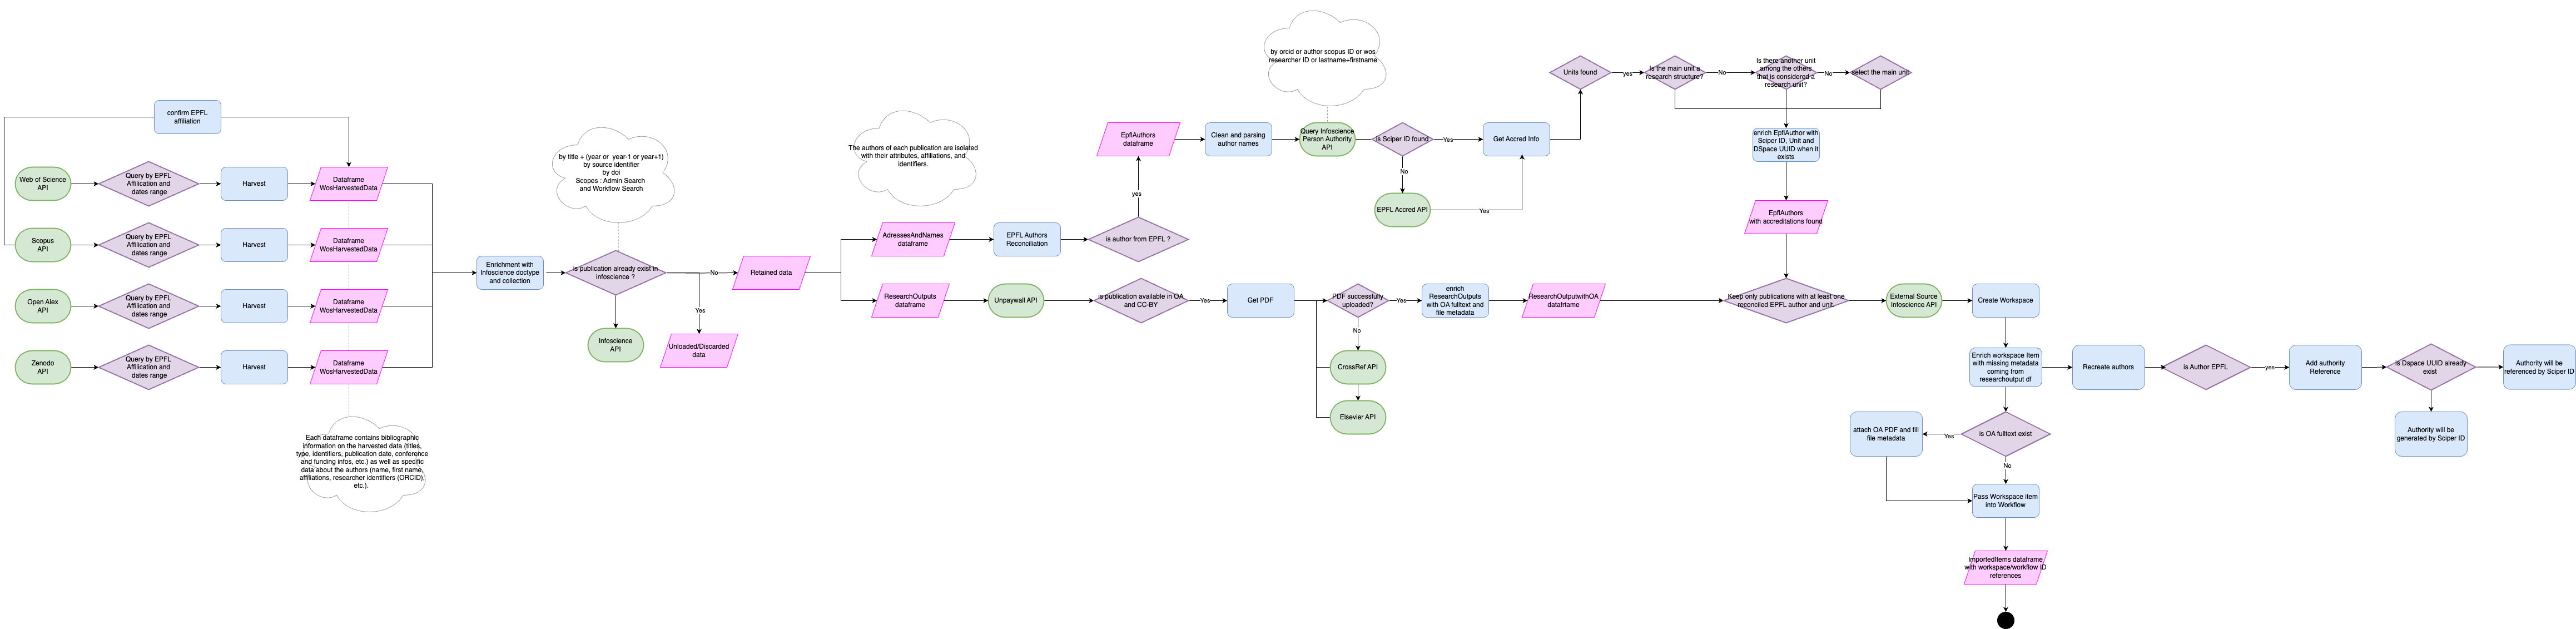 confirm EPFL
affiliation
Web of Science
API
Query by EPFL
Affilication and
dates range
Harvest
Dataframe
WosHarvestedData
Scopus
API
Query by EPFL
Affilication and
dates range
Harvest
Dataframe
WosHarvestedData
Open Alex
API
Query by EPFL
Affilication and
dates range
Harvest
Dataframe
WosHarvestedData
Zenodo
API
Query by EPFL
Affilication and
dates range
Harvest
Dataframe
WosHarvestedData
Each dataframe contains bibliographic
information on the harvested data (titles,
type, identifiers, publication date, conference
and funding infos, etc.) as well as specific
data about the authors (name, first name,
affiliations, researcher identifiers (ORCID),
etc.).
Enrichment with
Infoscience doctype
and collection
by title + (year or year-1 or year+1)
by source identifier
by doi
Scopes : Admin Search
and Workflow Search
is publication already exist in
infoscience ?
Infoscience
API
No
Yes
Unloaded/Discarded
data
Retained data
The authors of each publication are isolated
with their attributes, affiliations, and
identifiers.
AdressesAndNames
dataframe
EPFL Authors
Reconciliation
is author from EPFL ?
yes
EpflAuthors
dataframe
Clean and parsing
author names
by orcid or author scopus ID or wos
researcher ID or lastname+firstname
Query Infoscience
Person Authority
API
is Sciper ID found
Yes
No
EPFL Accred API
Yes
Get Accred Info
Units found
yes
Is the main unit a
research structure?
No
Is there another unit
among the others
that is considered a
research unit?
No
select the main unit
enrich EpflAuthor with
Sciper ID, Unit and
DSpace UUID when it
exists
EpflAuthors
with accreditations found
ResearchOutputs
dataframe
Unpaywall API
is publication available in OA
and CC-BY
Yes
Get PDF
PDF successfully
uploaded?
Yes
No
CrossRef API
Elsevier API
enrich
ResearchOutputs
with OA fulltext and
file metadata
ResearchOutputwithOA
datafrtame
Keep only publications with at least one
reconciled EPFL author and unit
External Source
Infoscience API
Create Workspace
Enrich workspace Item
with missing metadata
coming from
researchoutput df
Recreate authors
is Author EPFL
yes
Add authority
Reference
is Dspace UUID already
exist
Authority will be
referenced by Sciper ID
Authority will be
generated by Sciper ID
is OA fulltext exist
Yes
attach OA PDF and fill
file metadata
No
Pass Workspace item
into Workflow
ImportedItems dataframe
with workspace/workflow ID
references